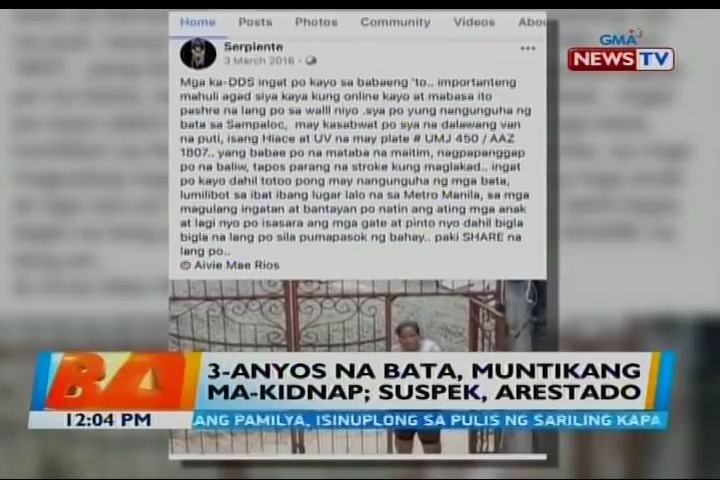 Home Posts Photos Community Videos Abou
Serpiente
3 March 2018
GMA
NEWS TV
Mga ka-DDS ingat po kayo sa babaeng 'to.. importanteng
mahuli agad siya kaya kung online kayo at mabasa ito
pashre na lang po sa walll niyo .sya po yung nangunguha ng
bata sa Sampaloc, may kasabwat po sya na dalawang van
na puti, isang Hiace at UV na may plate # UMJ 450 / AAZ
1807.. yang babae po na mataba na maitim, nagpapanggap
po na baliw, tapos parang na stroke kung maglakad.. ingat
po kayo dahil totoo pong may nangunguha ng mga bata,
lumilibot sa ibat ibang lugar lalo na sa Metro Manila, sa mga
magulang ingatan at bantayan po natin ang ating mga anak
at lagi nyo po isasara ang mga gate at pinto nyo dahil bigla
bigla na lang po sila pumapasok ng bahay.. paki SHARE na
lang po..
© Aivie Mae Rios
BA
3-ANYOS NA BATA, MUNTIKANG
MA-KIDNAP; SUSPEK, ARESTADO
12:04 PM
ANG PAMILYA, ISINUPLONG SA PULIS NG SARILING KAPA